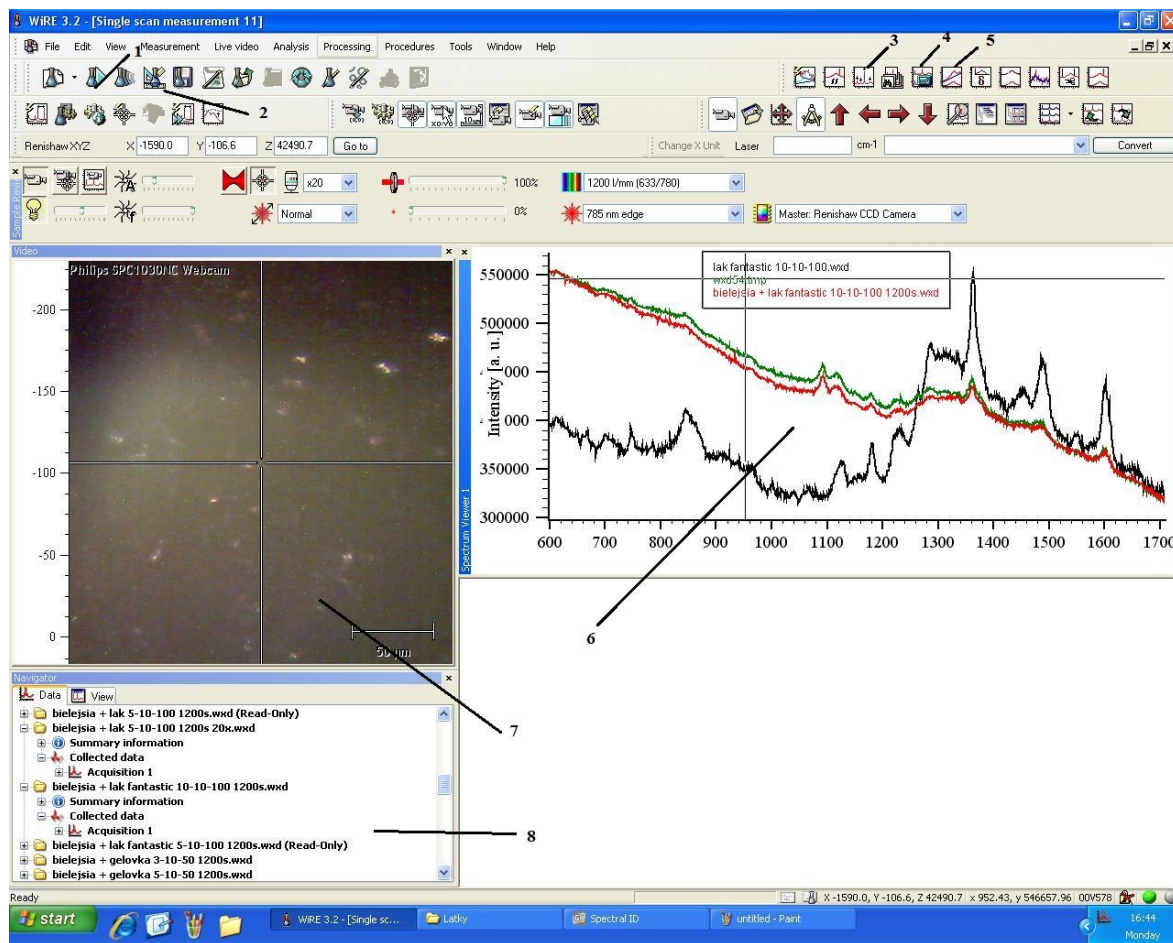 WiRE 3.2 - [Single scan measurement 11]
File Edit View Measurement Live video Analysis Processing Procedures Tools Window Help
1 3 4 5
2
Renishaw XYZ X -1590.0 Y -106.6 Z 42490.7 Go to Change X Unit Laser cm-1 Convert
x20 100% 1200 l/mm (633/780)
Normal 0% 785 nm edge Master: Renishaw CCD Camera
Video
Philips SPC1030NC Webcam
-200
-150
-100
-50
0
50 µm
Spectrum Viewer 1
Intensity [a. u.]
lak fantastic 10-10-100.wxd
wxd54.tmp
bielejsia + lak fantastic 10-10-100 1200s.wxd
550000
500000
350000
300000
600 700 800 900 1000 1100 1200 1300 1400 1500 1600 1700
6
7
8
Navigator
Data View
bielejsia + lak 5-10-100 1200s.wxd (Read-Only)
bielejsia + lak 5-10-100 1200s 20x.wxd
Summary information
Collected data
Acquisition 1
bielejsia + lak fantastic 10-10-100 1200s.wxd
Summary information
Collected data
Acquisition 1
bielejsia + lak fantastic 5-10-100 1200s.wxd (Read-Only)
bielejsia + gelovka 3-10-50 1200s.wxd
bielejsia + gelovka 5-10-50 1200s.wxd
Ready X -1590.0, Y -106.6, Z 42490.7 x 952.43, y 546657.96 00V578
start WiRE 3.2 - [Single sc... Latky Spectral ID untitled - Paint 16:44
Monday